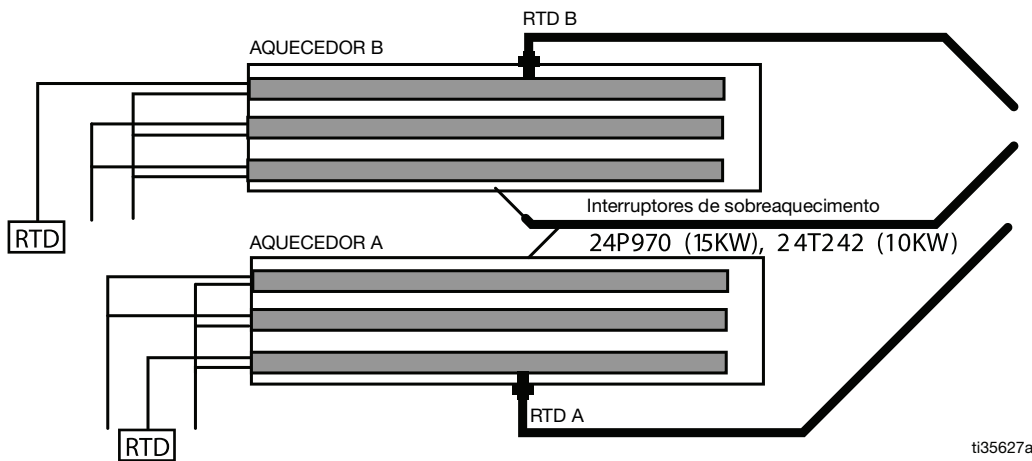 RTD B
AQUECEDOR B
Interruptores de sobreaquecimento
RTD
24P970 (15KW), 24T242 (10KW)
AQUECEDOR A
RTD A
RTD
ti35627a